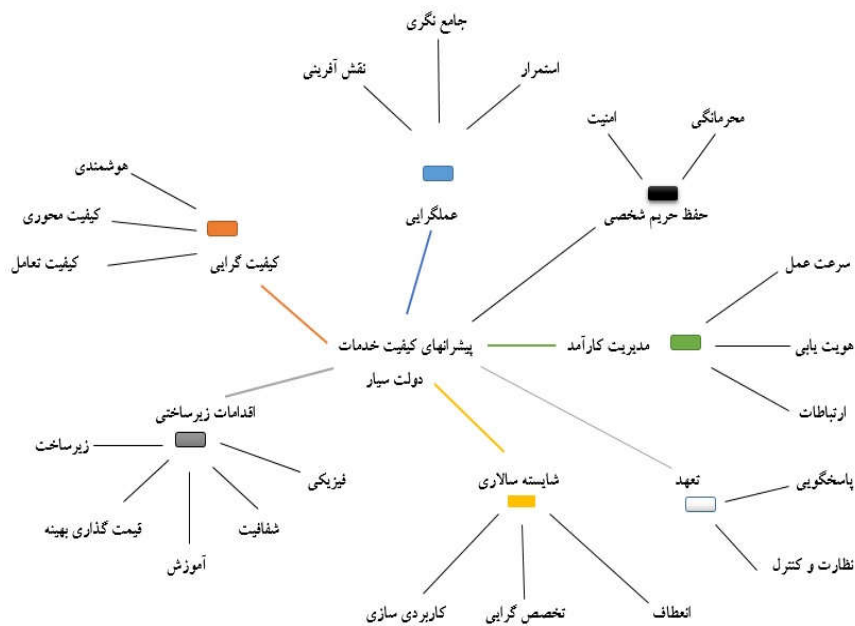 جامع نگری
نقش آفرینی
استمرار
عملگرایی
محرمانگی
امنیت
حفظ حریم شخصی
هوشمندی
کیفیت محوری
کیفیت تعامل
کیفیت گرایی
سرعت عمل
هویت یابی
ارتباطات
مدیریت کارآمد
پیشرانهای کیفیت خدمات
دولت سیار
اقدامات زیرساختی
زیرساخت
قیمت گذاری بهینه
آموزش
شفافیت
فیزیکی
شایسته سالاری
کاربردی سازی
تخصص گرایی
انعطاف
تعهد
پاسخگویی
نظارت و کنترل